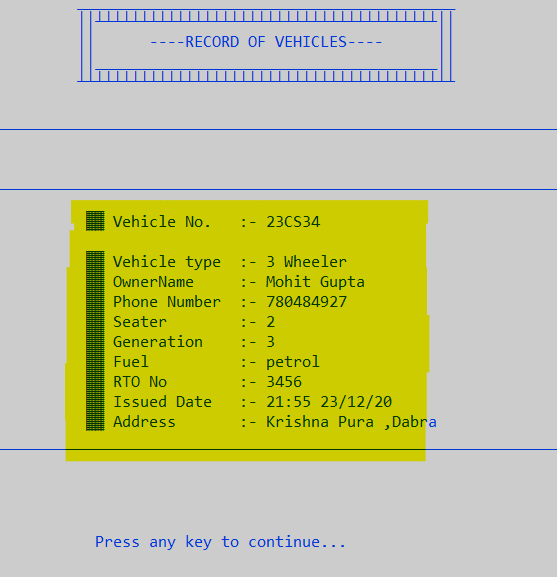 ----RECORD OF VEHICLES----
Vehicle No. :- 23CS34
Vehicle type :- 3 Wheeler
OwnerName :- Mohit Gupta
Phone Number :- 780484927
Seater :- 2
Generation :- 3
Fuel :- petrol
RTO No :- 3456
Issued Date :- 21:55 23/12/20
Address :- Krishna Pura ,Dabra
Press any key to continue...